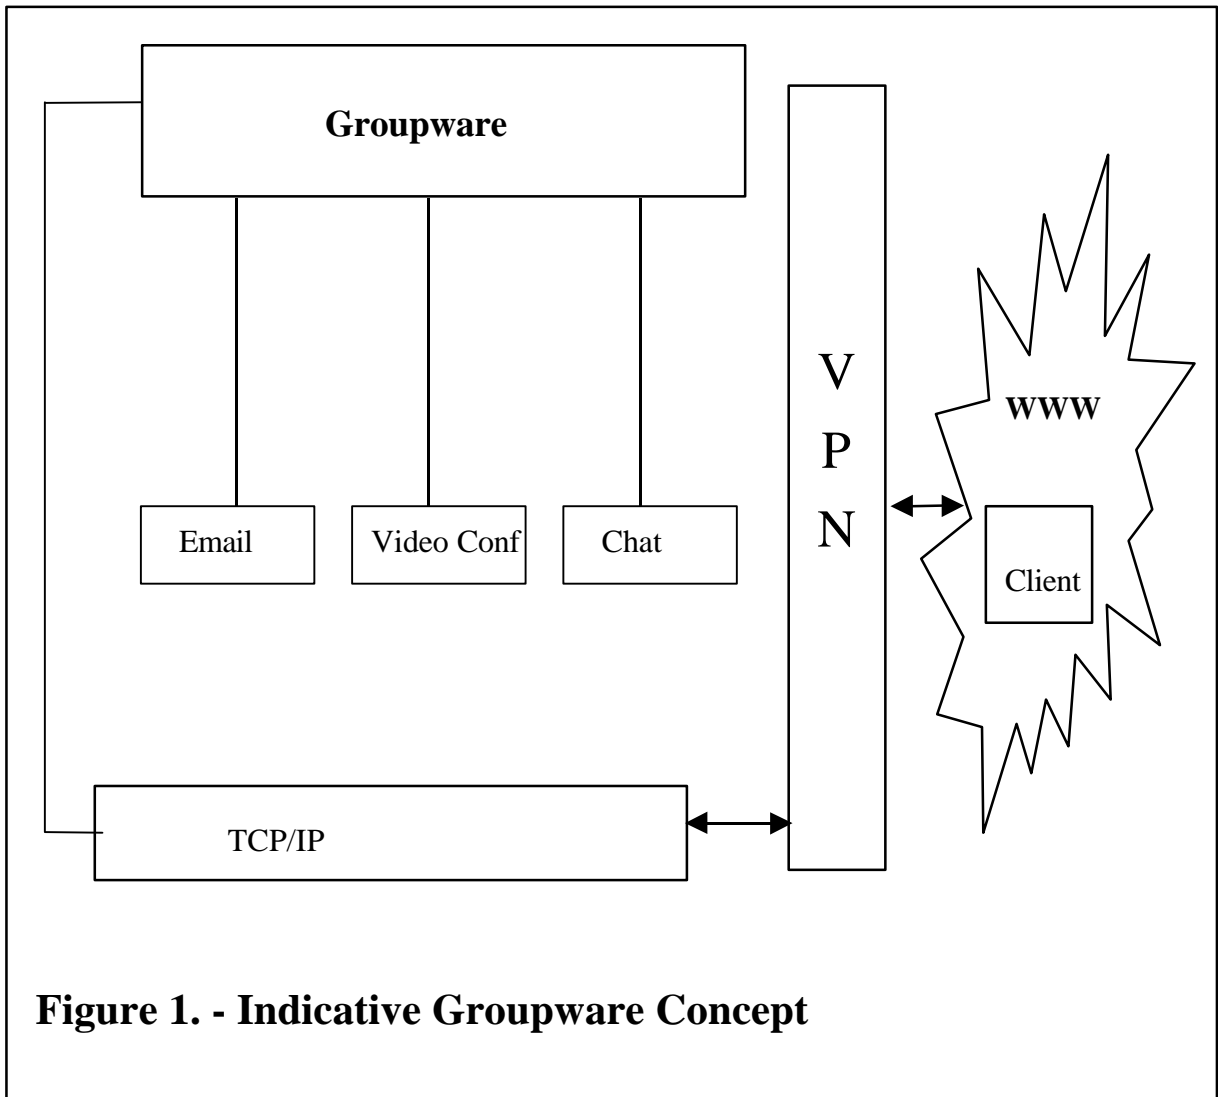 Groupware
V
P
N
WWW
Email
Video Conf
Chat
Client
TCP/IP
Figure 1. - Indicative Groupware Concept